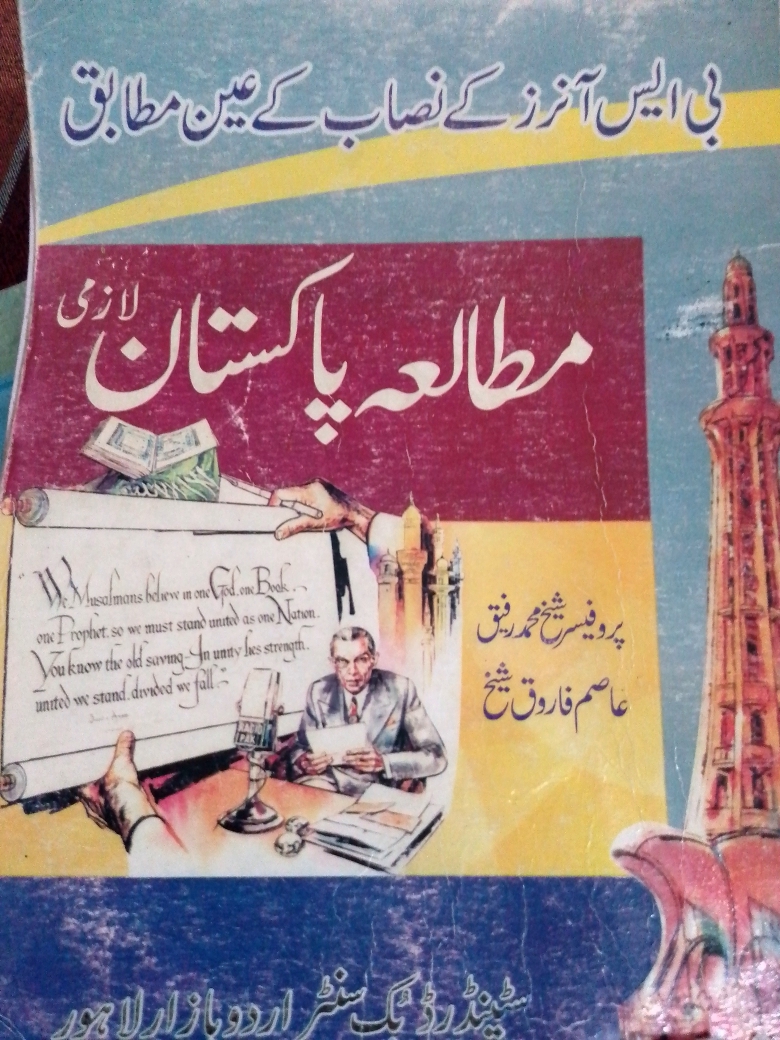 بی ایس آنرز کے نصاب کے عین مطابق
مطالعہ پاکستان لازمی
"We Musalmans believe in one God, one Book,
one Prophet, so we must stand united as one Nation.
You know the old saying: In unity lies strength,
united we stand, divided we fall."
پروفیسر شیخ محمد رفیق
عاصم فاروق شیخ
سٹینڈرڈ بک سنٹر اردو بازار لاہور